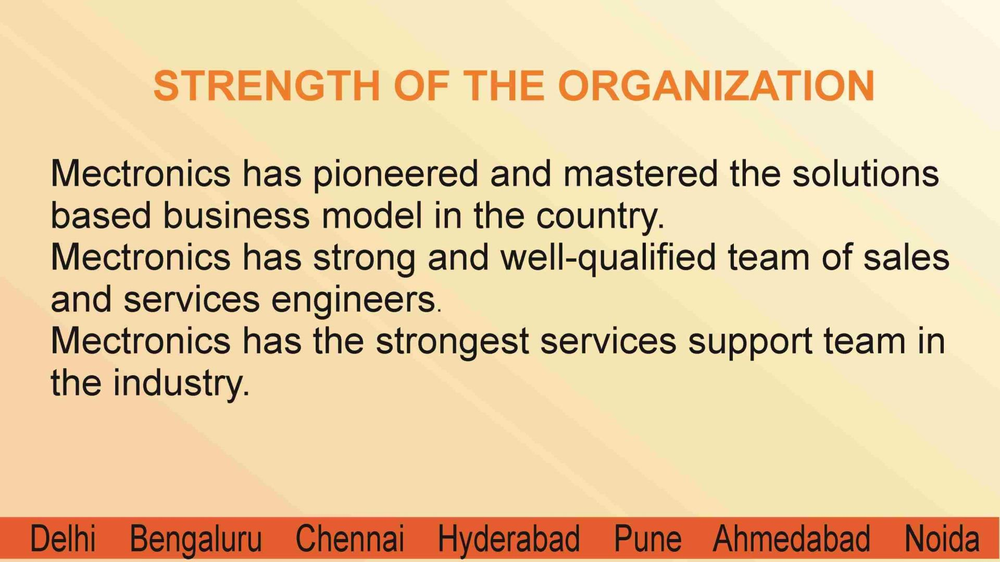 STRENGTH OF THE ORGANIZATION
Mectronics has pioneered and mastered the solutions
based business model in the country.
Mectronics has strong and well-qualified team of sales
and services engineers.
Mectronics has the strongest services support team in
the industry.
Delhi Bengaluru Chennai Hyderabad Pune Ahmedabad Noida